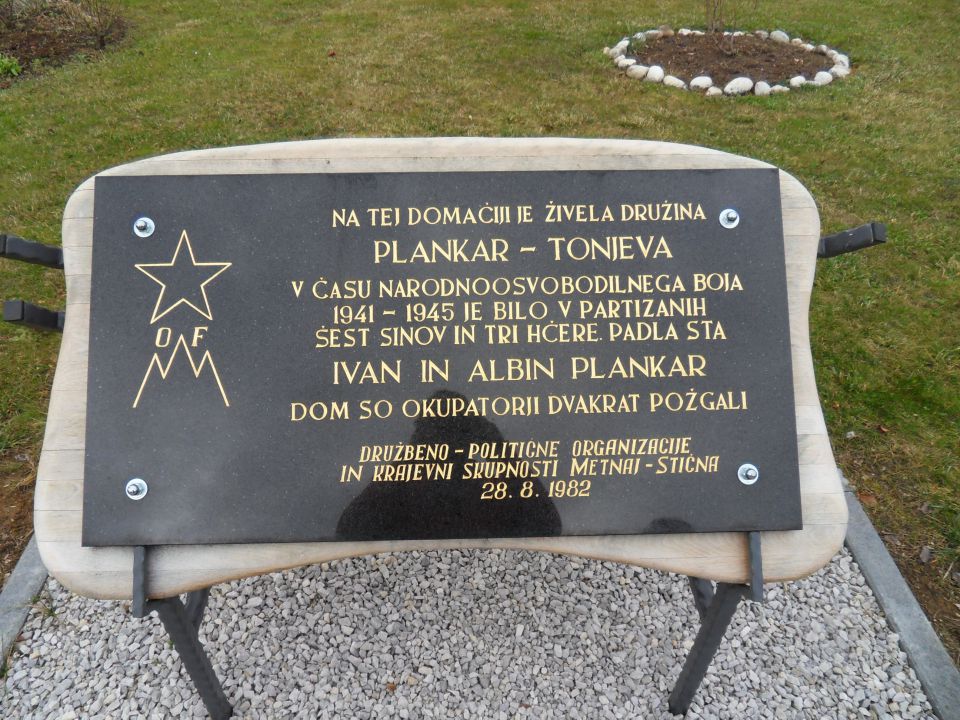 NA TEJ DOMAČIJI JE ŽIVELA DRUŽINA
PLANKAR - TONJEVA
V ČASU NARODNOOSVOBODILNEGA BOJA
1941 - 1945 JE BILO V PARTIZANIH
ŠEST SINOV IN TRI HČERE. PADLA STA
IVAN IN ALBIN PLANKAR
DOM SO OKUPATORJI DVAKRAT POŽGALI
DRUŽBENO - POLITIČNE ORGANIZACIJE
IN KRAJEVNI SKUPNOSTI METNAJ - STIČNA
28. 8. 1982
OF